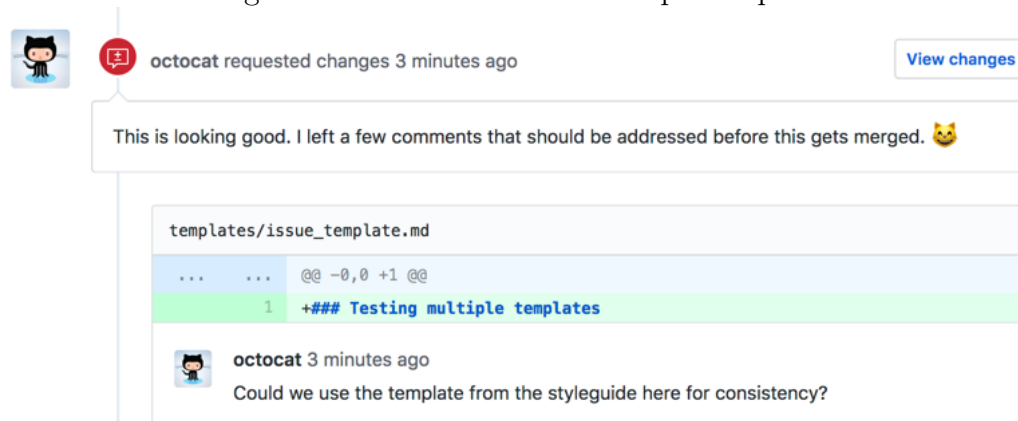 octocat requested changes 3 minutes ago
View changes
This is looking good. I left a few comments that should be addressed before this gets merged. 😺
templates/issue_template.md
... ... @@ -0,0 +1 @@
1 +### Testing multiple templates
octocat 3 minutes ago
Could we use the template from the styleguide here for consistency?